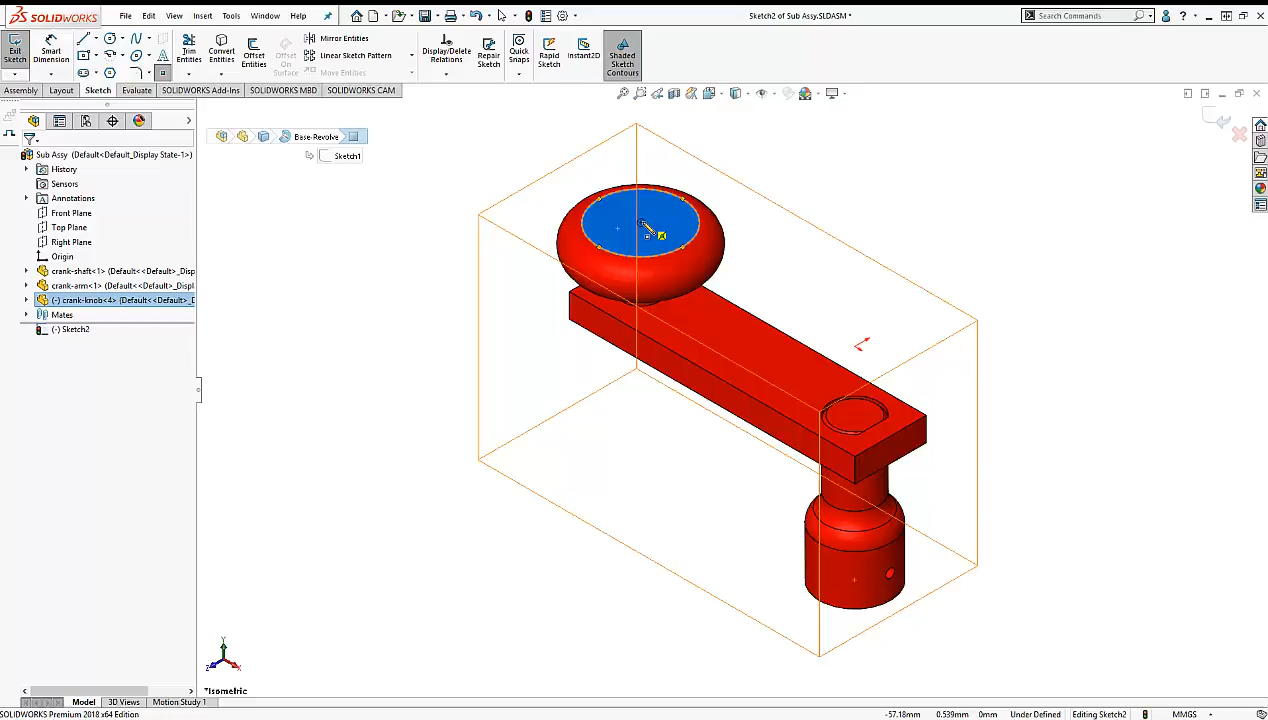 SOLIDWORKS
File Edit View Insert Tools Window Help
Sketch2 of Sub Assy.SLDASM *
Search Commands
Edit Sketch
Smart Dimension
Trim Entities
Convert Entities
Offset Entities
Offset On Surface
Mirror Entities
Linear Sketch Pattern
Move Entities
Display/Delete Relations
Repair Sketch
Quick Snaps
Rapid Sketch
Instant2D
Shaded Sketch Contours
Assembly Layout Sketch Evaluate SOLIDWORKS Add-Ins SOLIDWORKS MBD SOLIDWORKS CAM
Base-Revolve
Sketch1
Sub Assy (Default<Default_Display State-1>)
History
Sensors
Annotations
Front Plane
Top Plane
Right Plane
Origin
crank-shaft<1> (Default<<Default>_Disp
crank-arm<1> (Default<<Default>_Displ
(-) crank-knob<4> (Default<<Default>_D
Mates
(-) Sketch2
Y
Z
X
*Isometric
Model 3D Views Motion Study 1
SOLIDWORKS Premium 2018 x64 Edition
-57.18mm 0.539mm 0mm Under Defined Editing Sketch2 MMGS